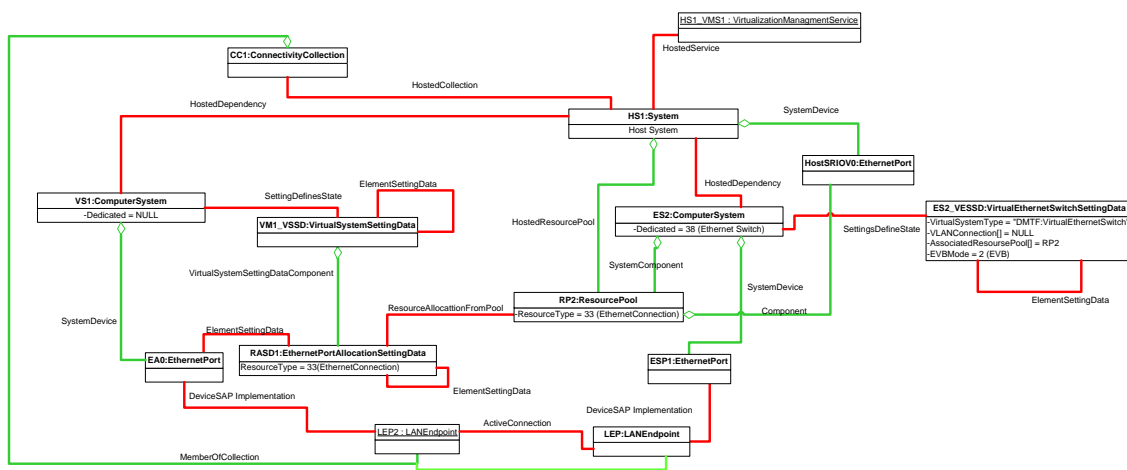 HS1_VMS1 : VirtualizationManagmentService
HostedService
CC1:ConnectivityCollection
HostedCollection
HostedDependency
SystemDevice
HS1:System
Host System
HostSRIOV0:EthernetPort
ElementSettingData
SettingDefinesState
HostedDependency
VS1:ComputerSystem
-Dedicated = NULL
VM1_VSSD:VirtualSystemSettingData
HostedResourcePool
ES2:ComputerSystem
-Dedicated = 38 (Ethernet Switch)
SettingsDefineState
ES2_VESSD:VirtualEthernetSwitchSettingData
-VirtualSystemType = "DMTF:VirtualEthernetSwitch"
-VLANConnection[] = NULL
-AssociatedResoursePool[] = RP2
-EVBMode = 2 (EVB)
ElementSettingData
SystemComponent
VirtualSystemSettingDataComponent
SystemDevice
RP2:ResourcePool
-ResourceType = 33 (EthernetConnection)
ResourceAllocattionFromPool
Component
SystemDevice
ElementSettingData
EA0:EthernetPort
RASD1:EthernetPortAllocationSettingData
ResourceType = 33(EthernetConnection)
ElementSettingData
ESP1:EthernetPort
DeviceSAP Implementation
DeviceSAP Implementation
LEP2 : LANEndpoint
ActiveConnection
LEP:LANEndpoint
MemberOfCollection